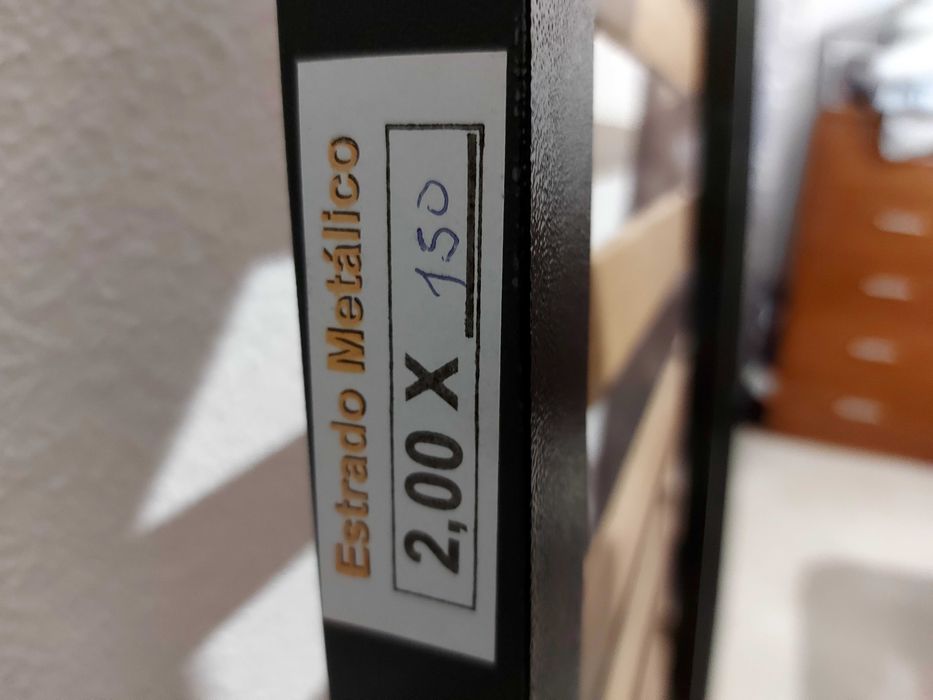 Estrado Metálico
2,00 X 150